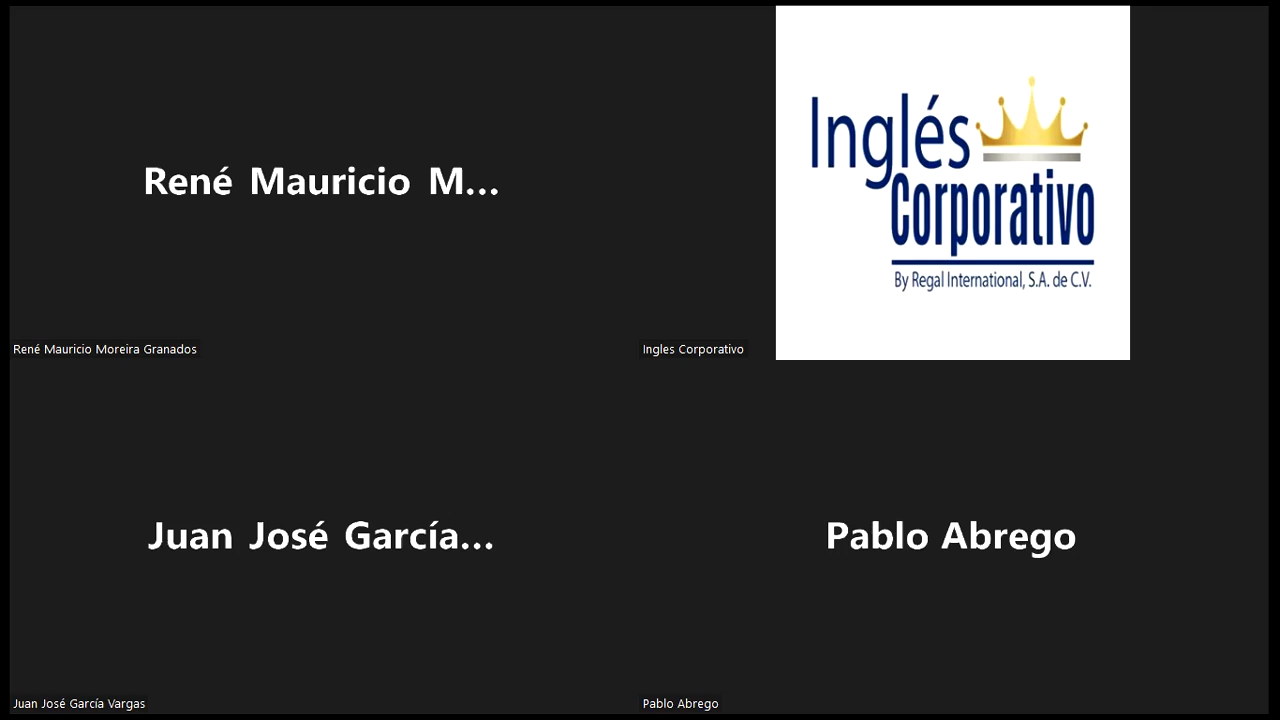 René Mauricio M...
René Mauricio Moreira Granados
Inglés
Corporativo
By Regal International, S.A. de C.V.
Ingles Corporativo
Juan José García...
Juan José García Vargas
Pablo Abrego
Pablo Abrego